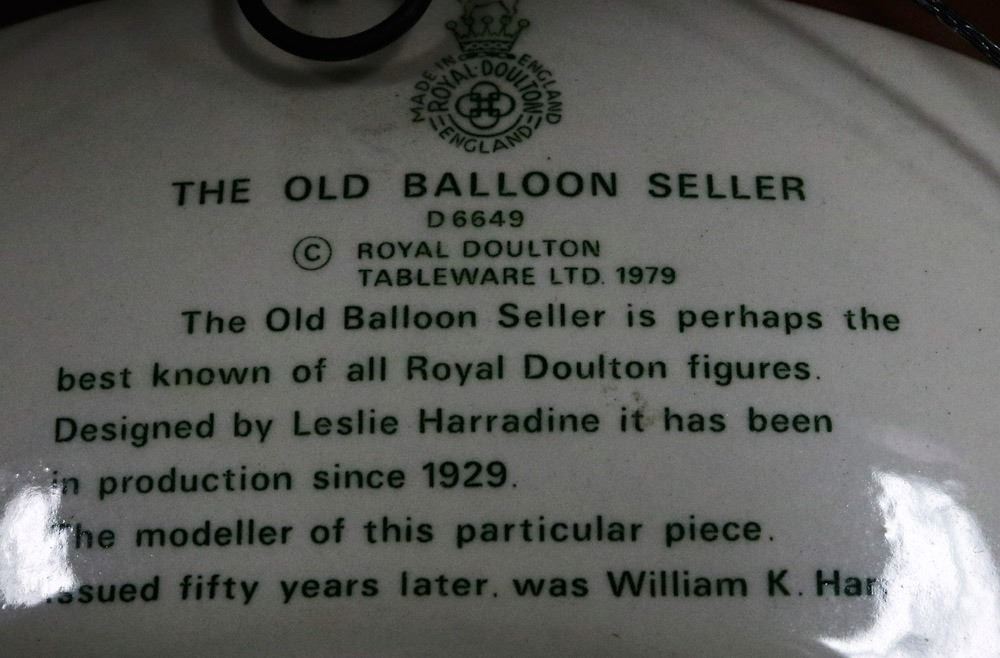 MADE IN ENGLAND
ROYAL · DOULTON
ENGLAND
THE OLD BALLOON SELLER
D 6649
© ROYAL DOULTON
TABLEWARE LTD. 1979
The Old Balloon Seller is perhaps the
best known of all Royal Doulton figures.
Designed by Leslie Harradine it has been
in production since 1929.
The modeller of this particular piece.
issued fifty years later. was William K.